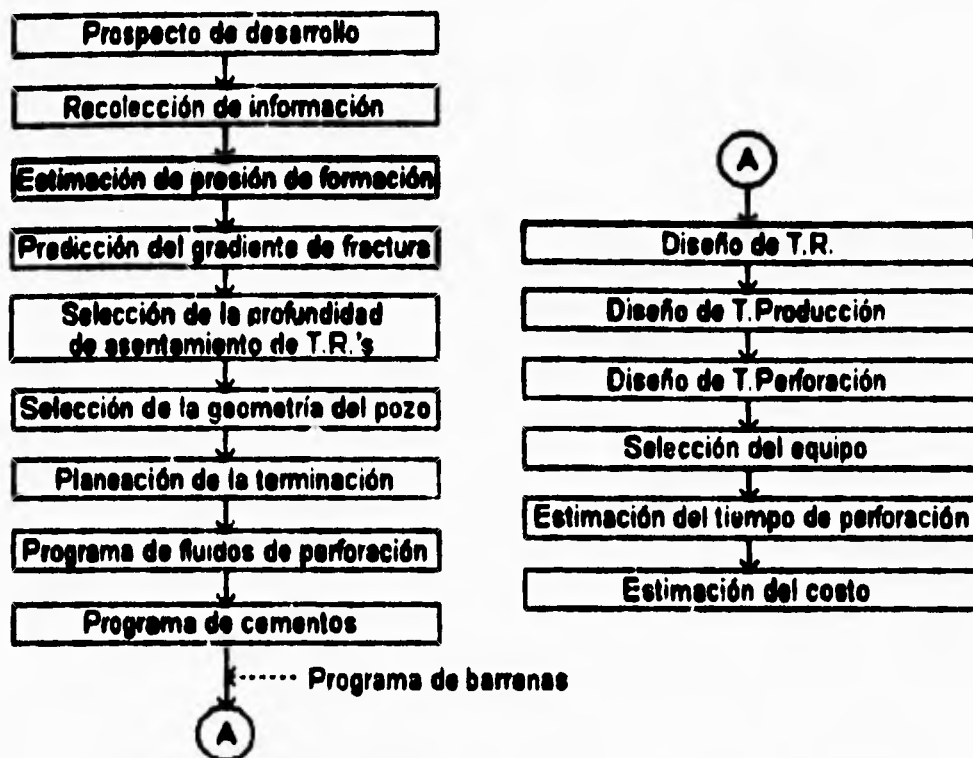 Prospecto de desarrollo
Recolección de información
Estimación de presión de formación
Predicción del gradiente de fractura
Selección de la profundidad
de asentamiento de T.R.'s
Selección de la geometría del pozo
Planeación de la terminación
Programa de fluidos de perforación
Programa de cementos
Programa de barrenas
A
A
Diseño de T.R.
Diseño de T.Producción
Diseño de T.Perforación
Selección del equipo
Estimación del tiempo de perforación
Estimación del costo